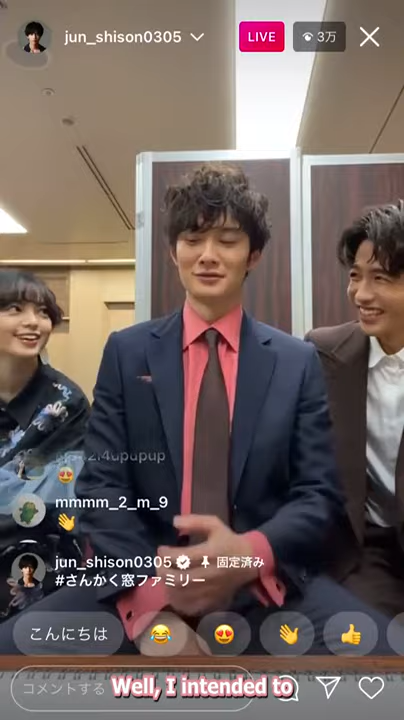 jun_shison0305
LIVE
3万
mmmm_2_m_9
👋
jun_shison0305 固定済み
#さんかく窓ファミリー
こんにちは 😂 😍 👋 👍
コメントする
Well, I intended to